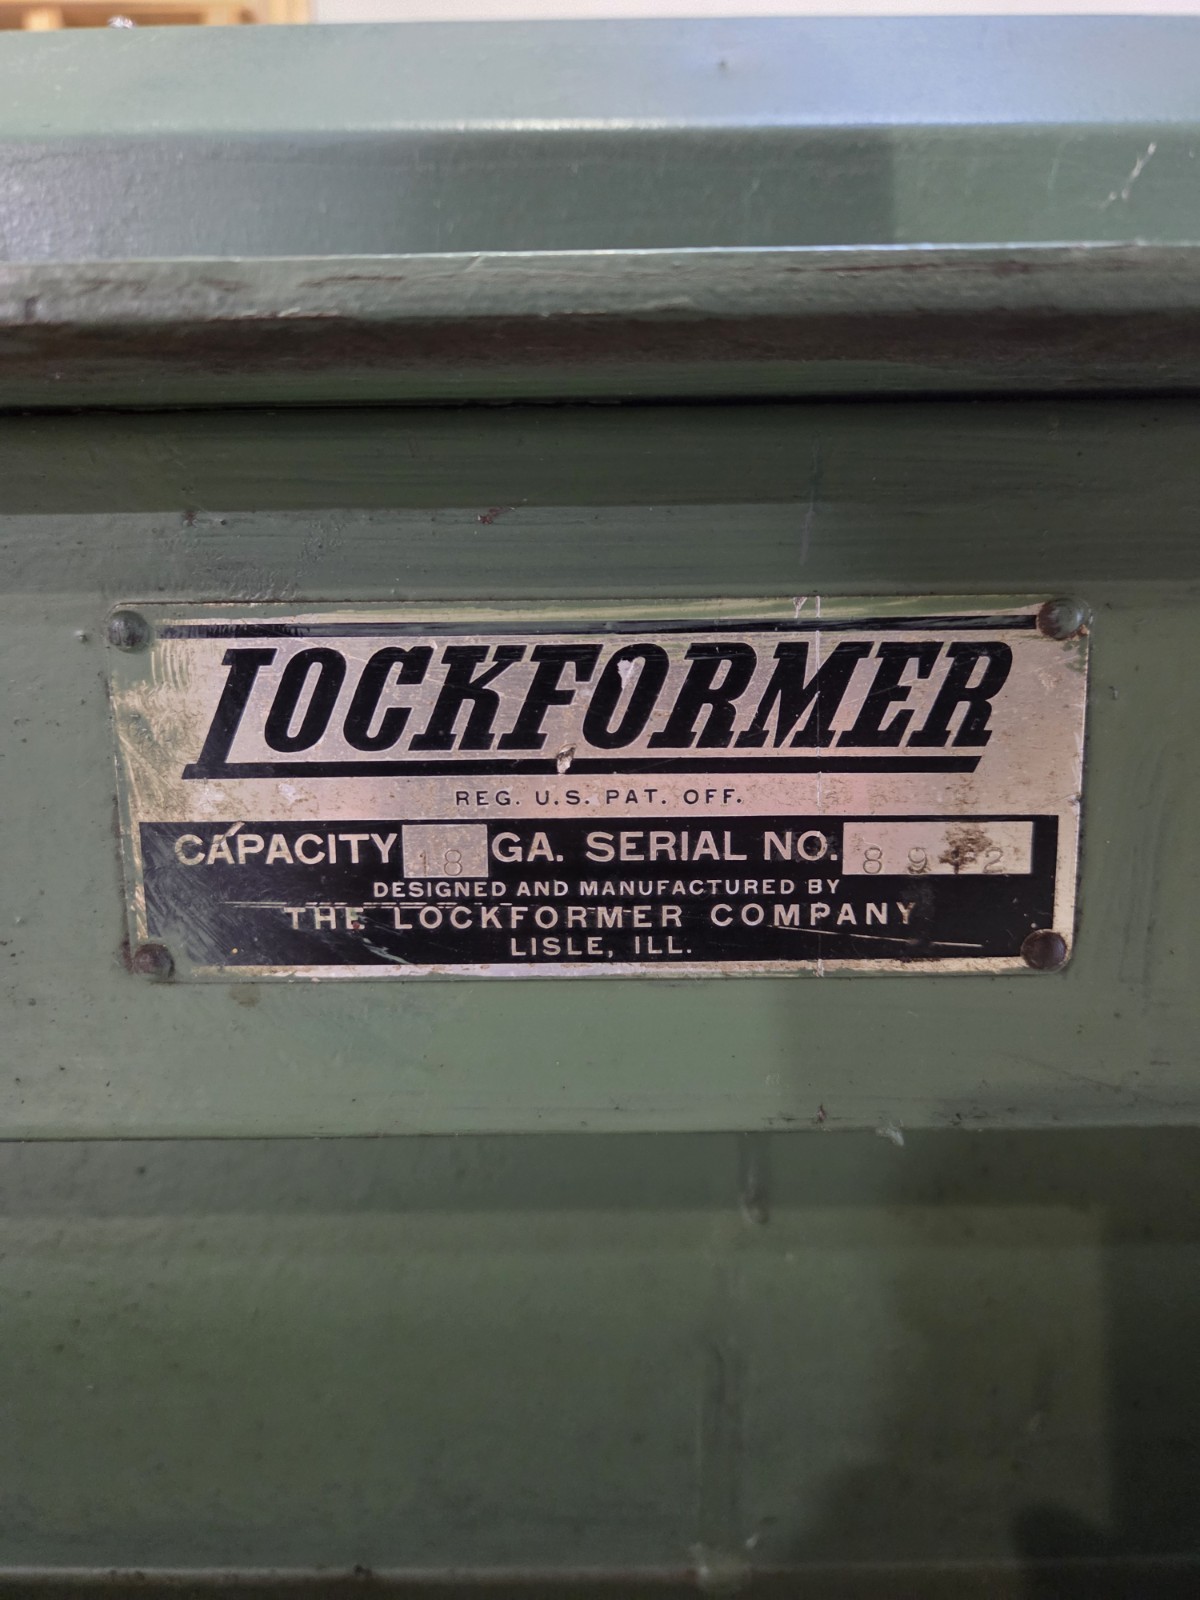 LOCKFORMER
REG. U.S. PAT. OFF.
CAPACITY 18 GA. SERIAL NO.
DESIGNED AND MANUFACTURED BY
THE LOCKFORMER COMPANY
LISLE, ILL.